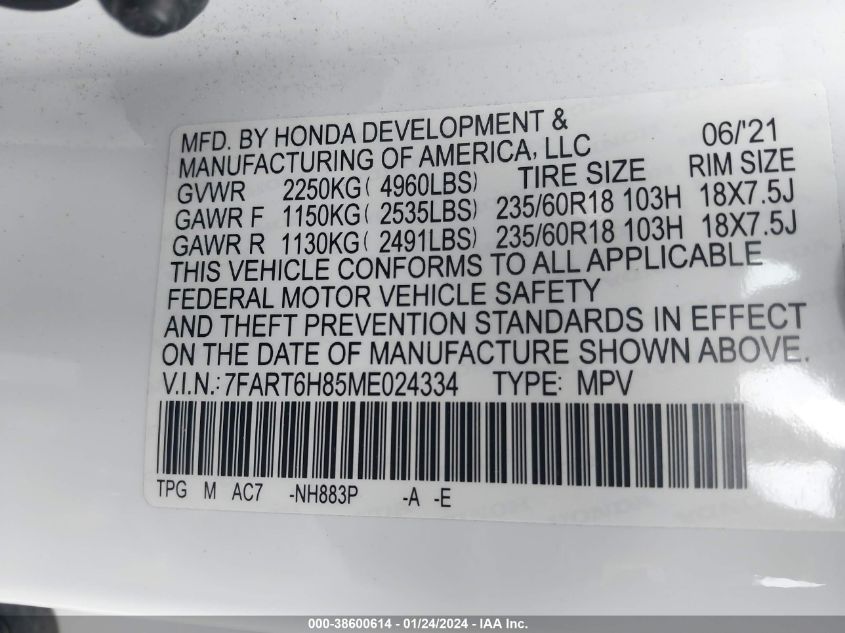 MFD. BY HONDA DEVELOPMENT &
MANUFACTURING OF AMERICA, LLC 06/'21
GVWR 2250KG( 4960LBS) TIRE SIZE RIM SIZE
GAWR F 1150KG( 2535LBS) 235/60R18 103H 18X7.5J
GAWR R 1130KG( 2491LBS) 235/60R18 103H 18X7.5J
THIS VEHICLE CONFORMS TO ALL APPLICABLE
FEDERAL MOTOR VEHICLE SAFETY
AND THEFT PREVENTION STANDARDS IN EFFECT
ON THE DATE OF MANUFACTURE SHOWN ABOVE.
V.I.N.: 7FART6H85ME024334 TYPE: MPV
TPG M AC7 -NH883P -A -E
000-38600614 - 01/24/2024 - IAA Inc.